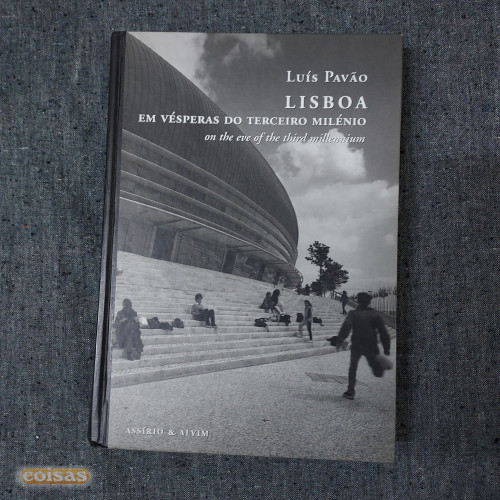 Luís Pavão
LISBOA
EM VÉSPERAS DO TERCEIRO MILÉNIO
on the eve of the third millennium
ASSÍRIO & ALVIM
coisas